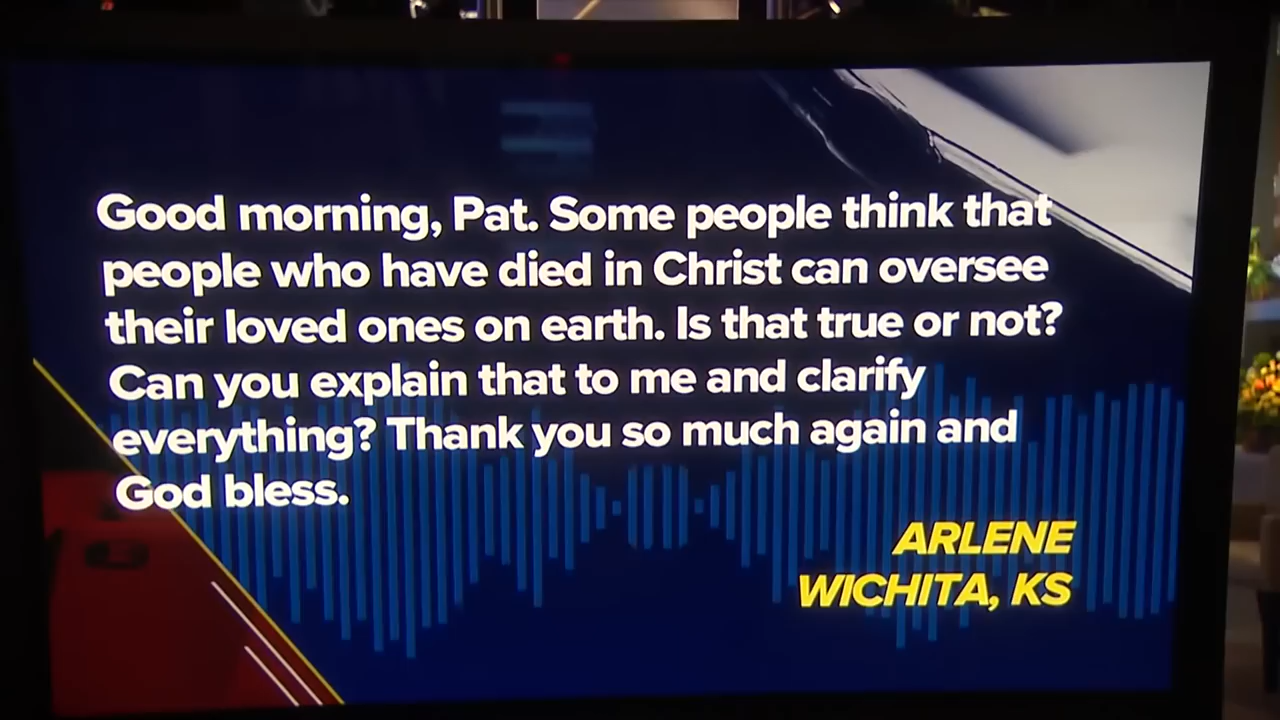 Good morning, Pat. Some people think that
people who have died in Christ can oversee
their loved ones on earth. Is that true or not?
Can you explain that to me and clarify
everything? Thank you so much again and
God bless.
ARLENE
WICHITA, KS